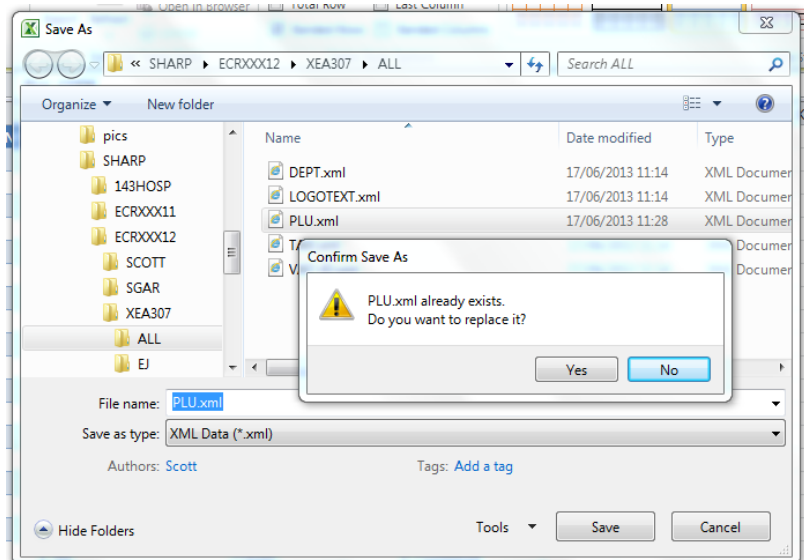 Open in Browser Total Row Last Column
Save As
« SHARP ▸ ECRXXX12 ▸ XEA307 ▸ ALL
Search ALL
Organize New folder
pics
SHARP
143HOSP
ECRXXX11
ECRXXX12
SCOTT
SGAR
XEA307
ALL
EJ
Name Date modified Type
DEPT.xml 17/06/2013 11:14 XML Documen
LOGOTEXT.xml 17/06/2013 11:14 XML Documen
PLU.xml 17/06/2013 11:28 XML Documen
Documen
Documen
Confirm Save As
PLU.xml already exists.
Do you want to replace it?
Yes No
File name: PLU.xml
Save as type: XML Data (*.xml)
Authors: Scott Tags: Add a tag
Hide Folders Tools Save Cancel